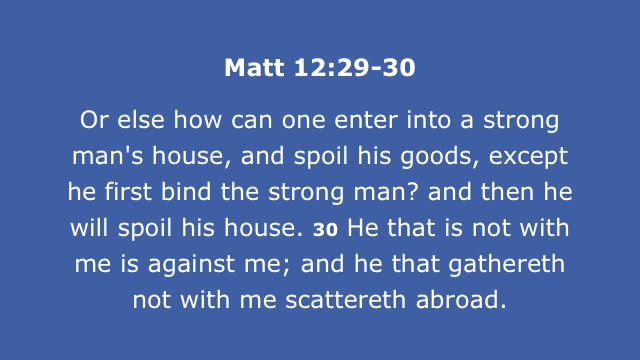 Matt 12:29–30
Or else how can one enter into a strong
man's house, and spoil his goods, except
he first bind the strong man? and then he
will spoil his house. 30 He that is not with
me is against me; and he that gathereth
not with me scattereth abroad.